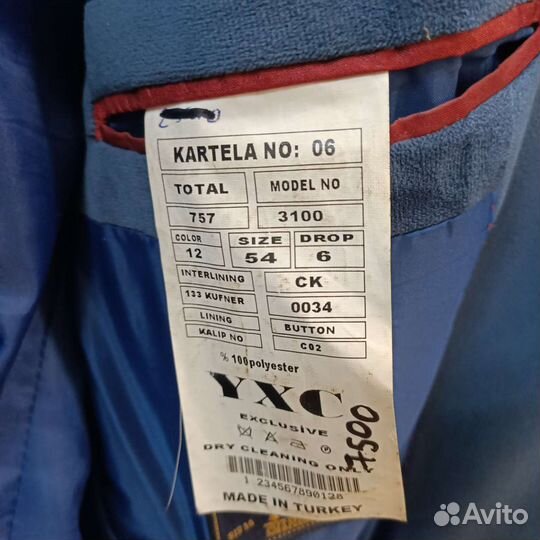 KARTELA NO: 06
TOTAL MODEL NO
757 3100
COLOR SIZE DROP
12 54 6
INTERLINING CK
133 KUFNER 0034
LINING BUTTON
KALIP NO C02
% 100polyester
YXC
EXCLUSIVE
DRY CLEANING ONL
1 234567890128
MADE IN TURKEY
7500
Avito